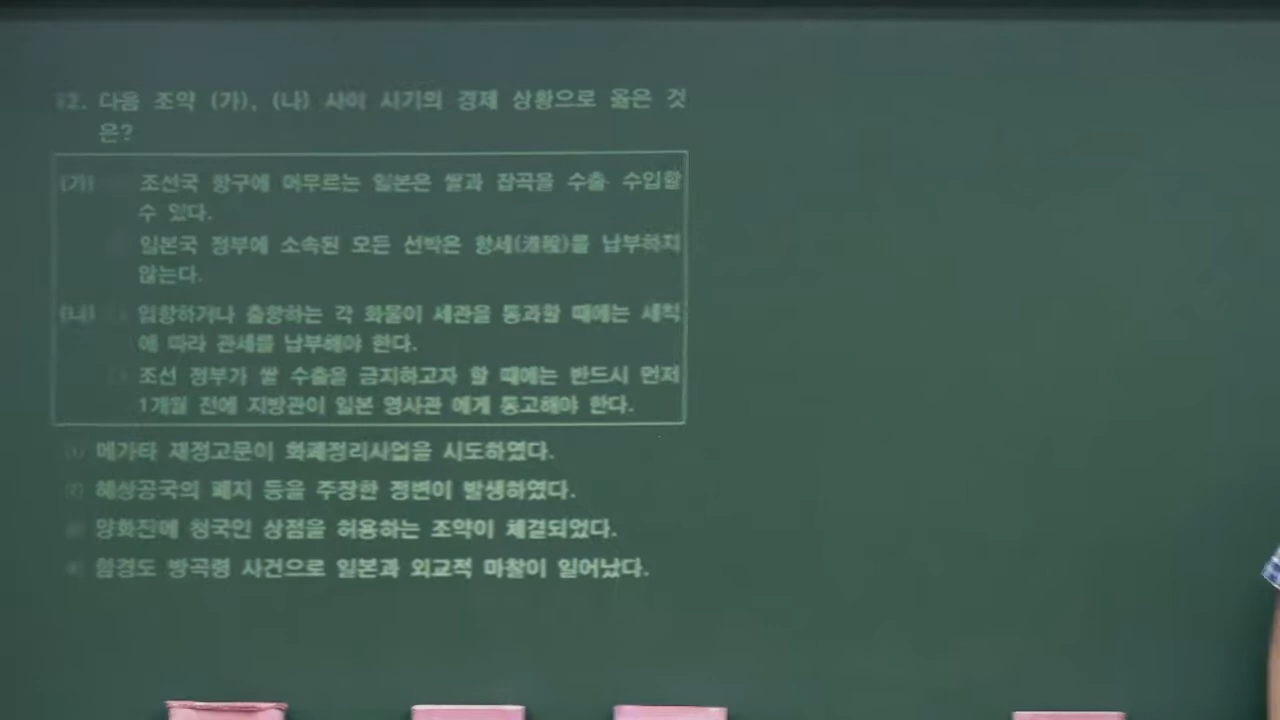 12. 다음 조약 (가), (나) 사이 시기의 경제 상황으로 옳은 것
은?
(가) 조선국 항구에 머무르는 일본은 쌀과 잡곡을 수출·수입할
수 있다.
일본국 정부에 소속된 모든 선박은 항세(港稅)를 납부하지
않는다.
(나) 입항하거나 출항하는 각 화물이 세관을 통과할 때에는 세칙
에 따라 관세를 납부해야 한다.
조선 정부가 쌀 수출을 금지하고자 할 때에는 반드시 먼저
1개월 전에 지방관이 일본 영사관에게 통고해야 한다.
① 메가타 재정고문이 화폐정리사업을 시도하였다.
② 혜상공국의 폐지 등을 주장한 정변이 발생하였다.
③ 양화진에 청국인 상점을 허용하는 조약이 체결되었다.
④ 함경도 방곡령 사건으로 일본과 외교적 마찰이 일어났다.